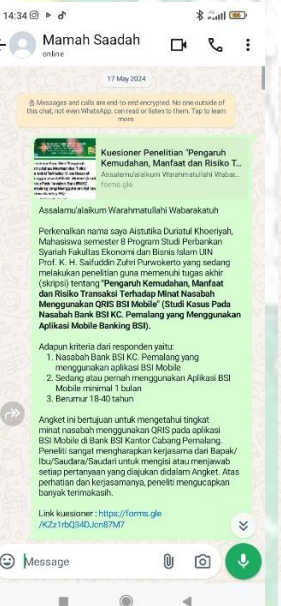 14:34
66
Mamah Saadah
online
17 May 2024
Messages and calls are end-to-end encrypted. No one outside of
this chat, not even WhatsApp, can read or listen to them. Tap to learn
more.
Kuesioner Penelitian "Pengaruh
Kemudahan, Manfaat dan Risiko T...
Assalamu'alaikum Warahmatullahi Wabar...
forms.gle
Assalamu'alaikum Warahmatullahi Wabarakatuh
Perkenalkan nama saya Aistutika Duriatul Khoeriyah,
Mahasiswa semester 8 Program Studi Perbankan
Syariah Fakultas Ekonomi dan Bisnis Islam UIN
Prof. K. H. Saifuddin Zuhri Purwokerto yang sedang
melakukan penelitian guna memenuhi tugas akhir
(skripsi) tentang "Pengaruh Kemudahan, Manfaat
dan Risiko Transaksi Terhadap Minat Nasabah
Menggunakan QRIS BSI Mobile" (Studi Kasus Pada
Nasabah Bank BSI KC. Pemalang yang Menggunakan
Aplikasi Mobile Banking BSI).
Adapun kriteria dari responden yaitu:
1. Nasabah Bank BSI KC. Pemalang yang
menggunakan aplikasi BSI Mobile
2. Sedang atau pernah menggunakan Aplikasi BSI
Mobile minimal 1 bulan
3. Berumur 18-40 tahun
Angket ini bertujuan untuk mengetahui tingkat
minat nasabah menggunakan QRIS pada aplikasi
BSI Mobile di Bank BSI Kantor Cabang Pemalang.
Peneliti sangat mengharapkan kerjasama dari Bapak/
Ibu/Saudara/Saudari untuk mengisi atau menjawab
setiap pertanyaan yang diajukan didalam Angket. Atas
perhatian dan kerjasamanya, peneliti mengucapkan
banyak terimakasih.
Link kuesioner : https://forms.gle
/KZz1rbQ34DJcn87M7
Message